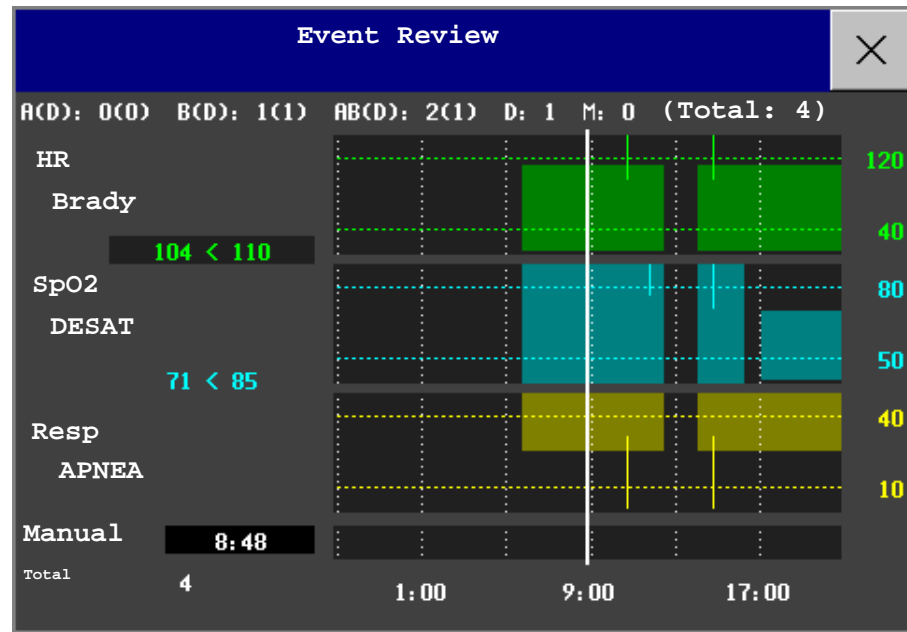 Event Review
A(D): 0(0) B(D): 1(1) AB(D): 2(1) D: 1 M: 0 (Total: 4)
HR
120
Brady
40
104 < 110
SpO2
80
DESAT
50
71 < 85
40
Resp
APNEA
10
Manual 8:48
Total 4
1:00 9:00 17:00